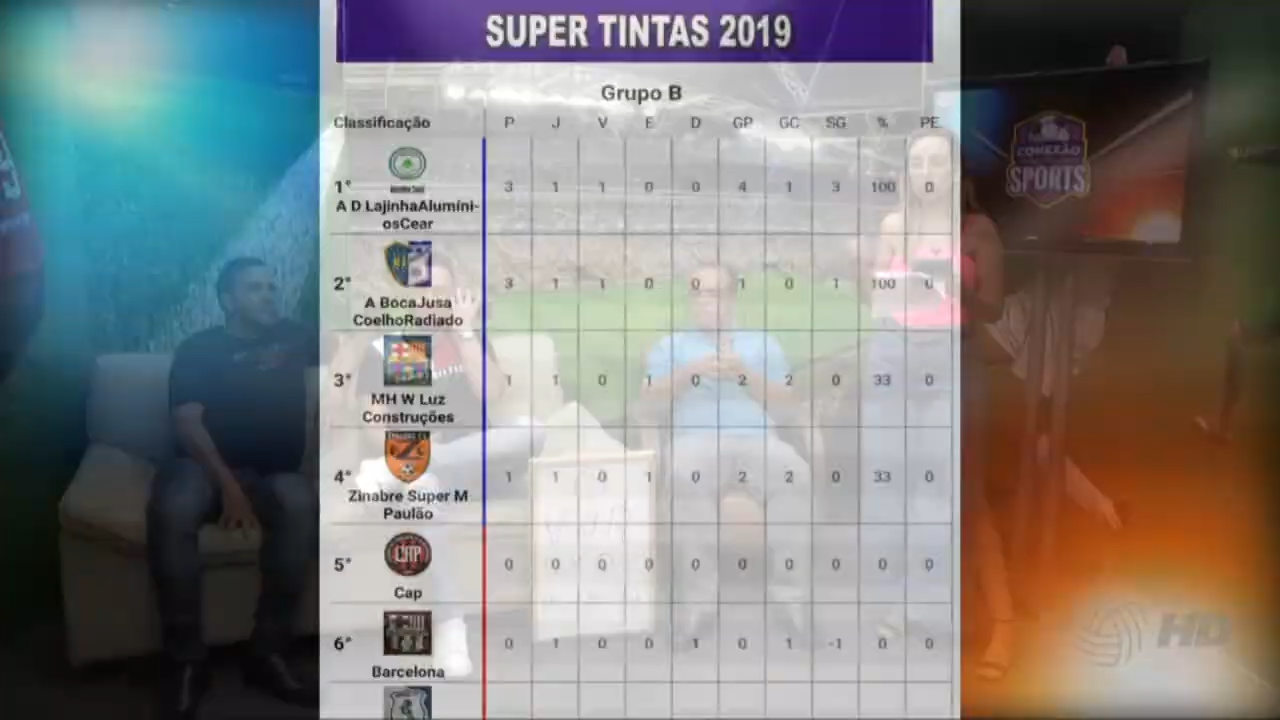 SUPER TINTAS 2019
Grupo B
Classificação P J V E D GP GC SG % PE
1° 3 1 1 0 0 4 1 3 100 0
A D LajinhaAlumíni-
osCear
2° 3 1 1 0 0 1 0 1 100 0
A BocaJusa
CoelhoRadiado
3° 1 1 0 1 0 2 2 0 33 0
MH W Luz
Construções
4° 1 1 0 1 0 2 2 0 33 0
Zinabre Super M
Paulão
5° CAP 0 0 0 0 0 0 0 0 0 0
Cap
6° 0 1 0 0 1 0 1 -1 0 0
Barcelona
CONEXÃO
SPORTS
HD